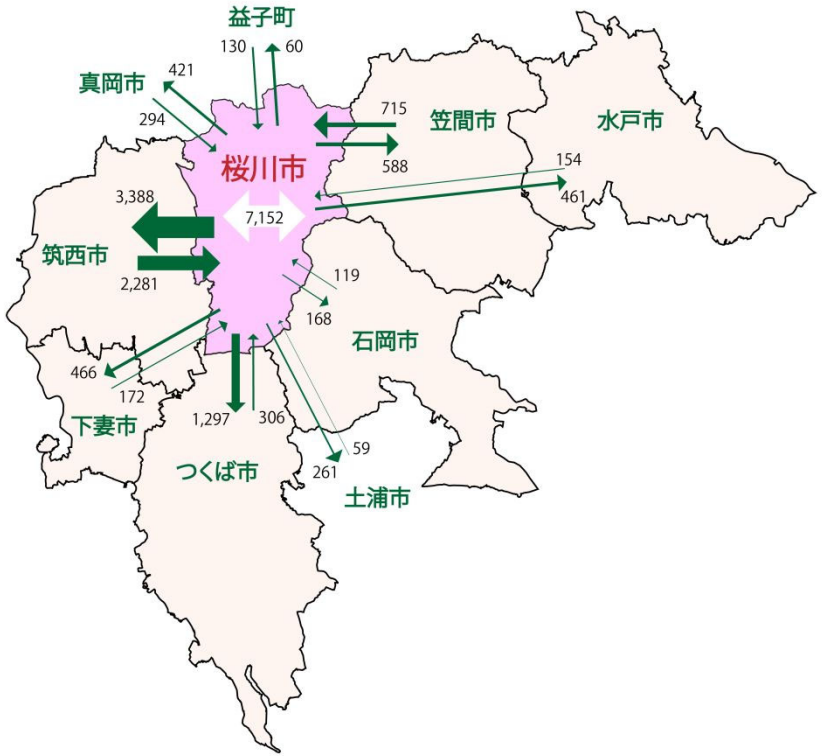 益子町
130
60
真岡市
421
294
715
笠間市
水戸市
588
桜川市
154
461
3,388
7,152
筑西市
2,281
119
168
石岡市
466
172
下妻市
1,297
306
59
261
つくば市
土浦市